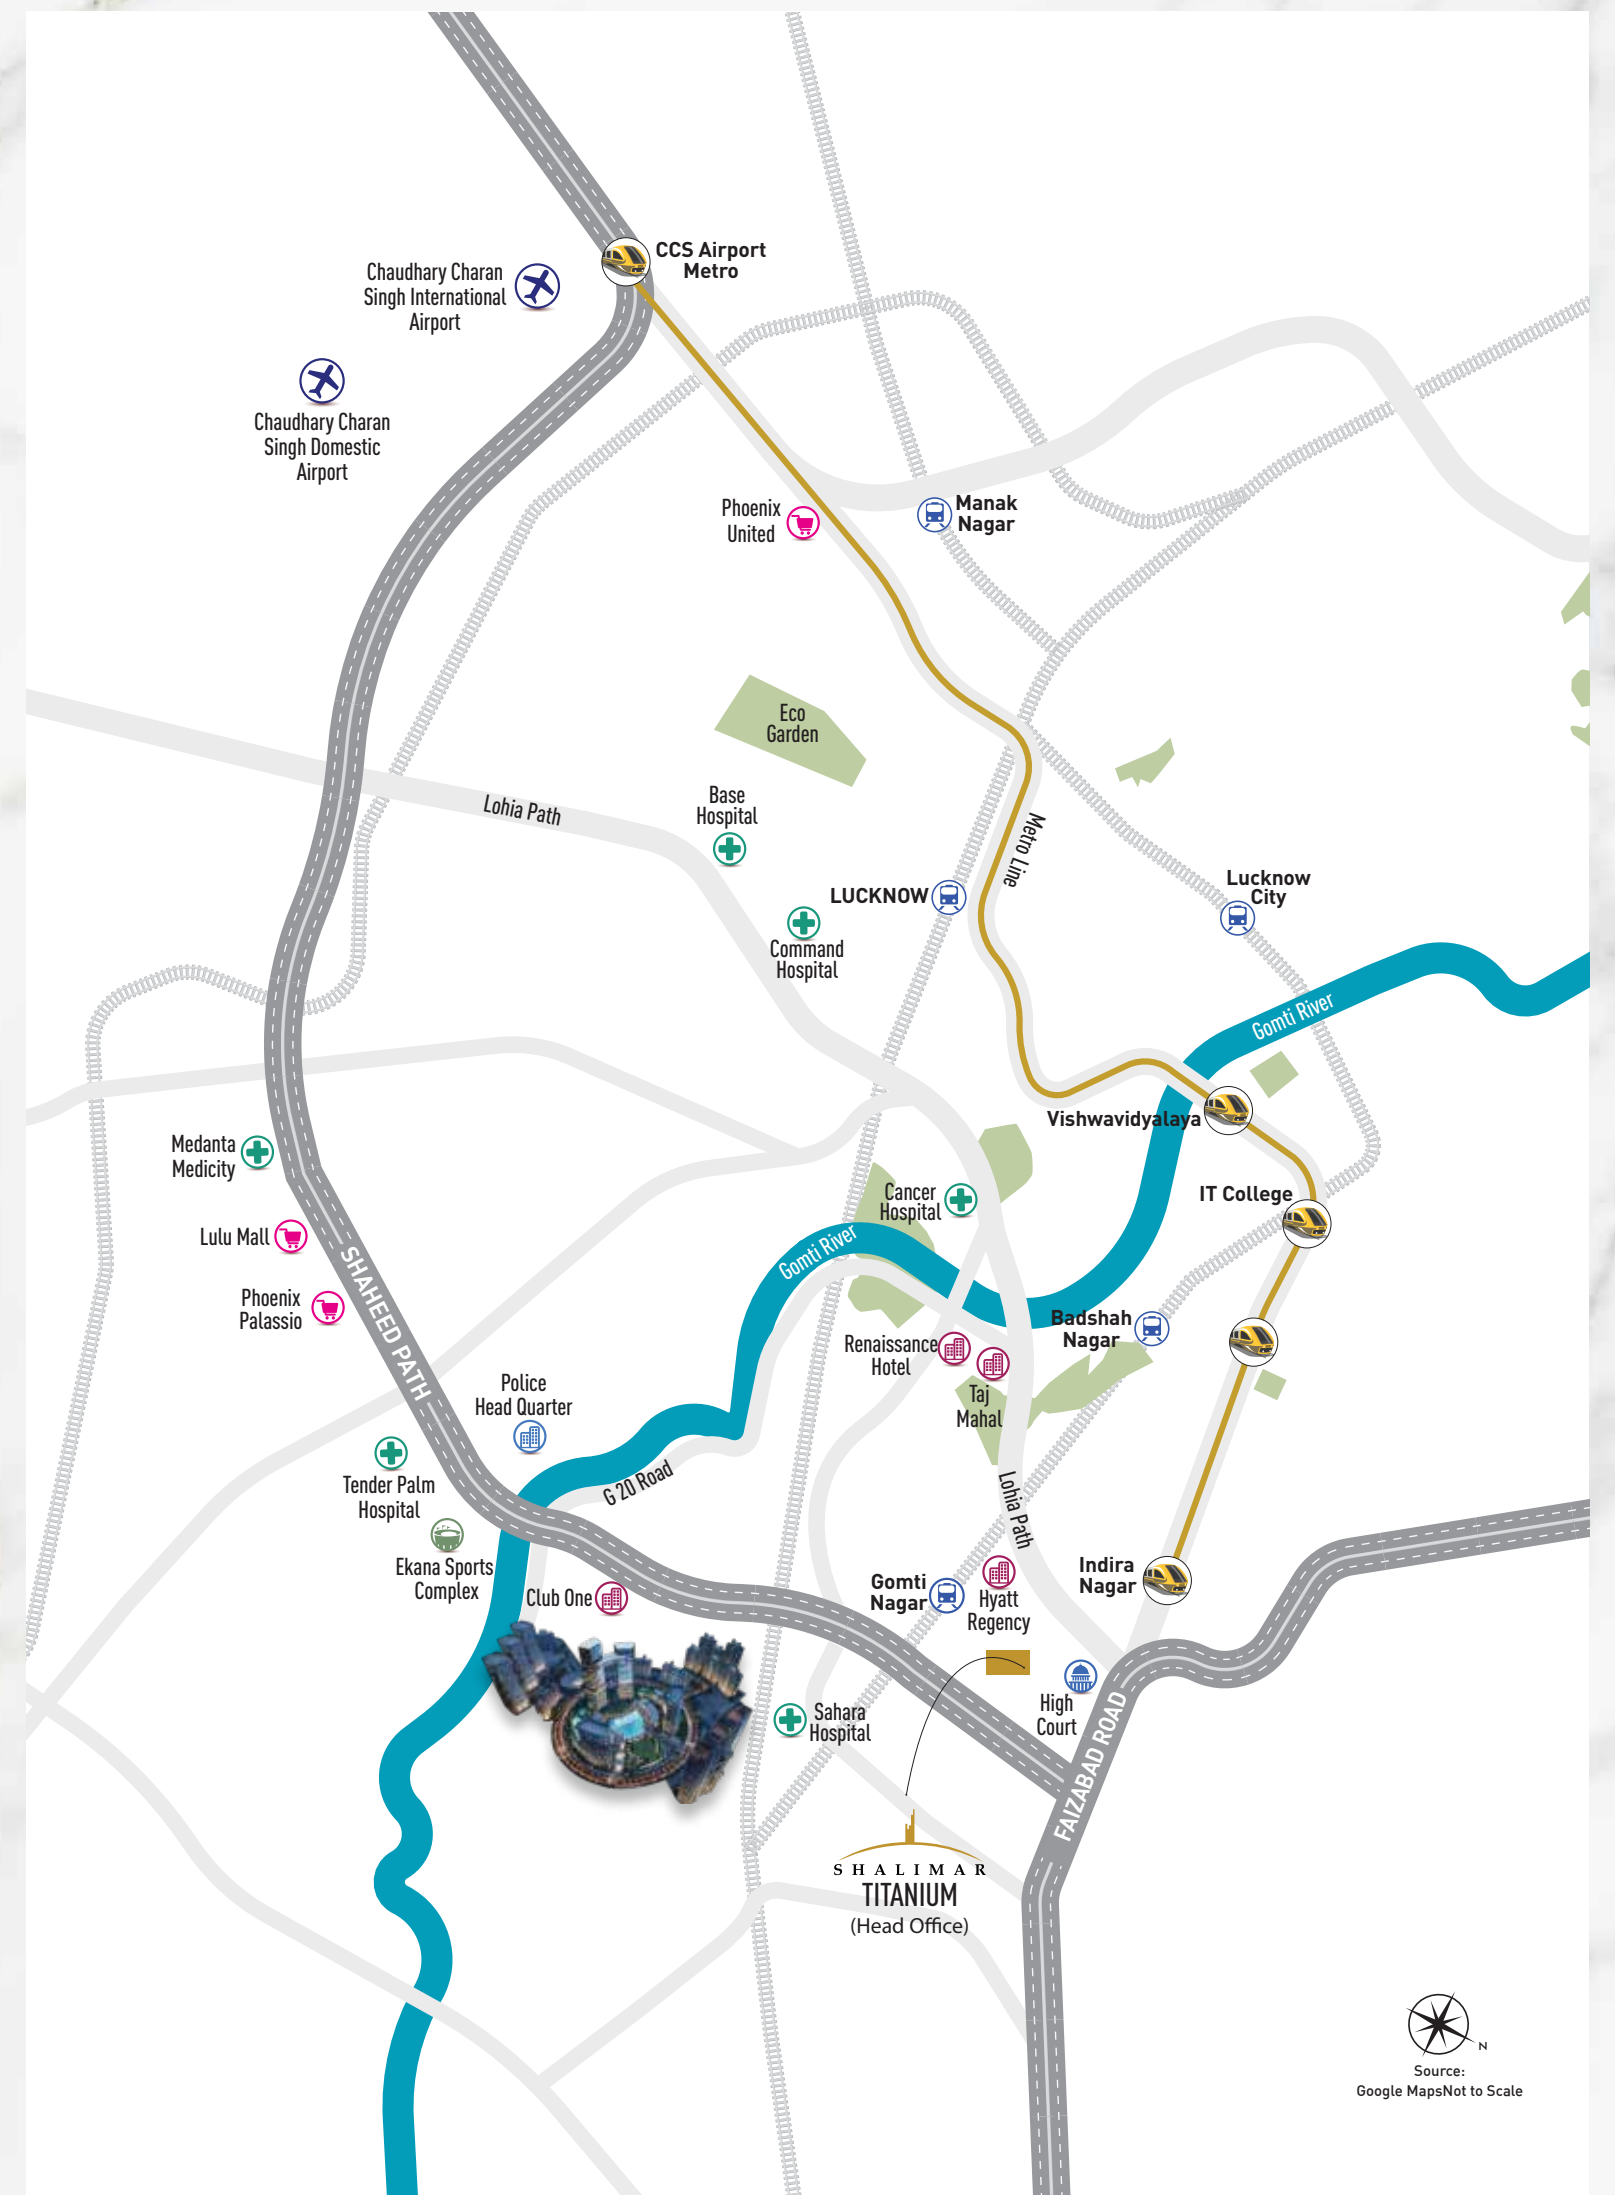 CCS Airport
Metro
Chaudhary Charan
Singh International
Airport
Chaudhary Charan
Singh Domestic
Airport
Phoenix
United
Manak
Nagar
Eco
Garden
Base
Hospital
Lohia Path
Metro Line
LUCKNOW
Lucknow
City
Command
Hospital
Gomti River
Vishwavidyalaya
Medanta
Medicity
IT College
Cancer
Hospital
Lulu Mall
Gomti River
SHAHEED PATH
Phoenix
Palassio
Badshah
Nagar
Renaissance
Hotel
Taj
Mahal
Police
Head Quarter
G 20 Road
Tender Palm
Hospital
Lohia Path
Ekana Sports
Complex
Club One
Gomti
Nagar
Hyatt
Regency
Indira
Nagar
High
Court
Sahara
Hospital
FAIZABAD ROAD
SHALIMAR
TITANIUM
(Head Office)
N
Source:
Google MapsNot to Scale